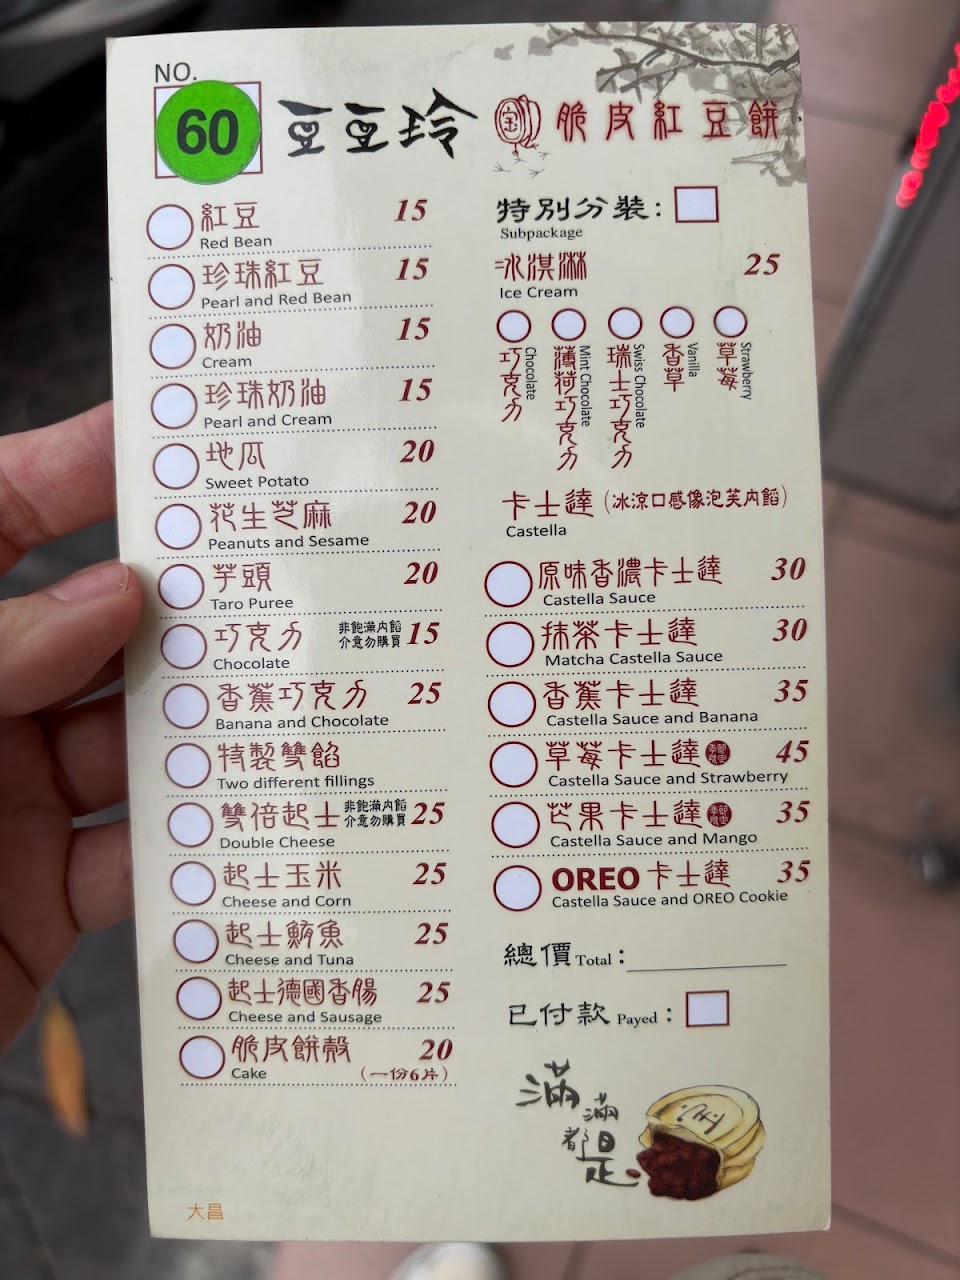 NO.
60
豆豆玲 金 脆皮紅豆餅
紅豆 15
Red Bean
珍珠紅豆 15
Pearl and Red Bean
奶油 15
Cream
珍珠奶油 15
Pearl and Cream
地瓜 20
Sweet Potato
花生芝麻 20
Peanuts and Sesame
芋頭 20
Taro Puree
巧克力 非飽滿內餡 介意勿購買 15
Chocolate
香蕉巧克力 25
Banana and Chocolate
特製雙餡
Two different fillings
雙倍起士 非飽滿內餡 介意勿購買 25
Double Cheese
起士玉米 25
Cheese and Corn
起士鮪魚 25
Cheese and Tuna
起士德國香腸 25
Cheese and Sausage
脆皮餅殼 20
Cake (一份6片)
大昌
特別分裝:
Subpackage
冰淇淋 25
Ice Cream
巧克力 Chocolate
薄荷巧克力 Mint Chocolate
瑞士巧克力 Swiss Chocolate
香草 Vanilla
草莓 Strawberry
卡士達 (冰涼口感像泡芙內餡)
Castella
原味香濃卡士達 30
Castella Sauce
抹茶卡士達 30
Matcha Castella Sauce
香蕉卡士達 35
Castella Sauce and Banana
草莓卡士達 季節限定 45
Castella Sauce and Strawberry
芒果卡士達 季節限定 35
Castella Sauce and Mango
OREO 卡士達 35
Castella Sauce and OREO Cookie
總價 Total :
已付款 Payed :
滿滿都是